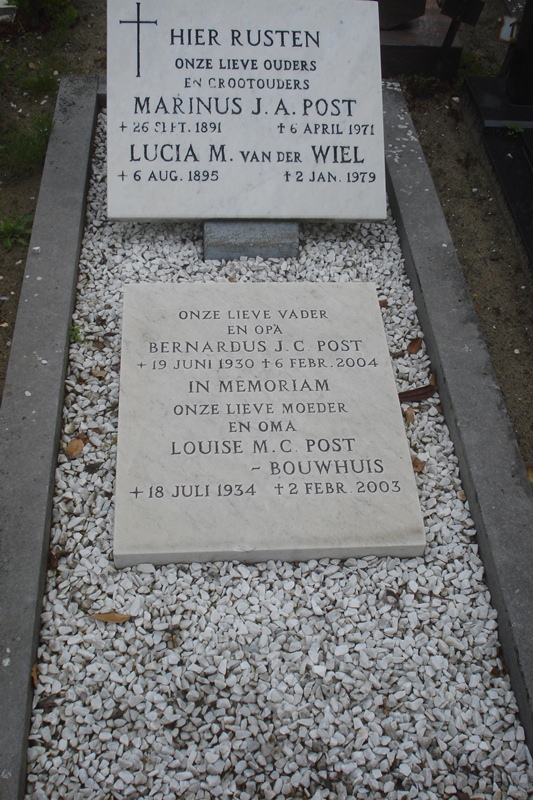 HIER RUSTEN
ONZE LIEVE OUDERS
EN GROOTOUDERS
MARINUS J.A. POST
+ 26 SEPT. 1891 † 6 APRIL 1971
LUCIA M. VAN DER WIEL
+ 6 AUG. 1895 † 2 JAN. 1979
ONZE LIEVE VADER
EN OPA
BERNARDUS J.C. POST
+ 19 JUNI 1930 † 6 FEBR. 2004
IN MEMORIAM
ONZE LIEVE MOEDER
EN OMA
LOUISE M.C. POST
- BOUWHUIS
+ 18 JULI 1934 † 2 FEBR. 2003